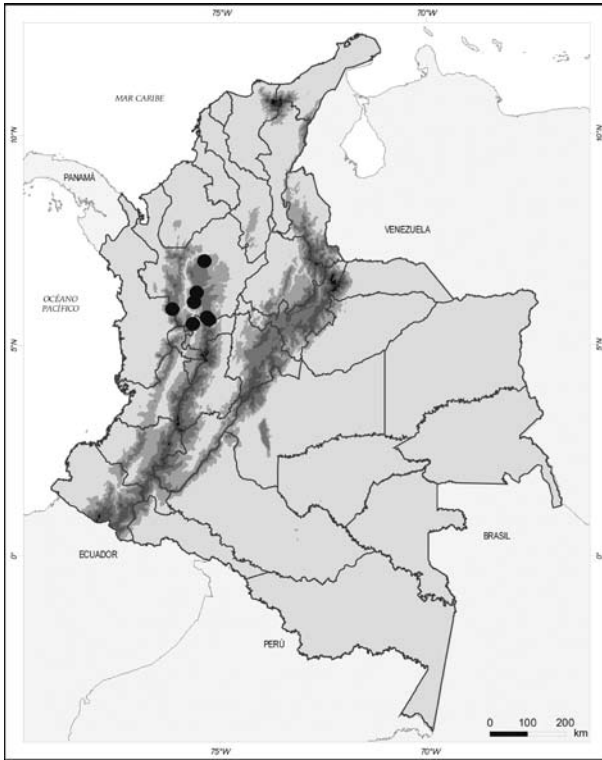 75°W
70°W
MAR CARIBE
10°N
10°N
PANAMÁ
VENEZUELA
OCÉANO
PACÍFICO
5°N
5°N
ECUADOR
0°
0°
BRASIL
PERÚ
0 100 200
km
75°W
70°W